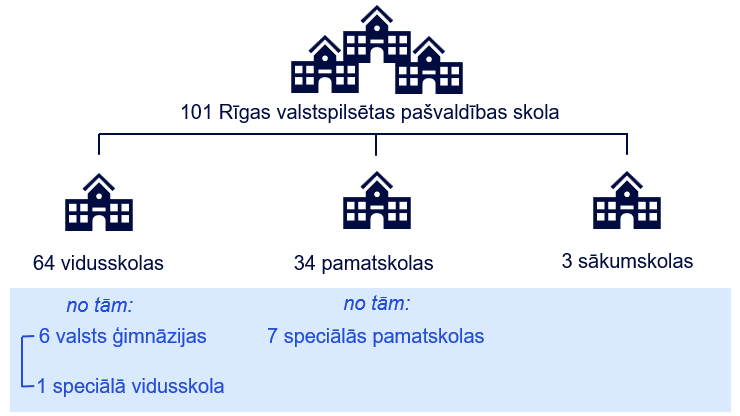 101 Rīgas valstspilsētas pašvaldības skola
64 vidusskolas
34 pamatskolas
3 sākumskolas
no tām:
no tām:
6 valsts ģimnāzijas
7 speciālās pamatskolas
1 speciālā vidusskola